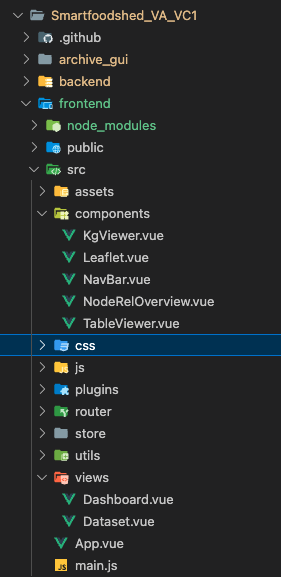 Smartfoodshed_VA_VC1
.github
archive_gui
backend
frontend
node_modules
public
src
assets
components
KgViewer.vue
Leaflet.vue
NavBar.vue
NodeRelOverview.vue
TableViewer.vue
css
js
plugins
router
store
utils
views
Dashboard.vue
Dataset.vue
App.vue
JS main.js